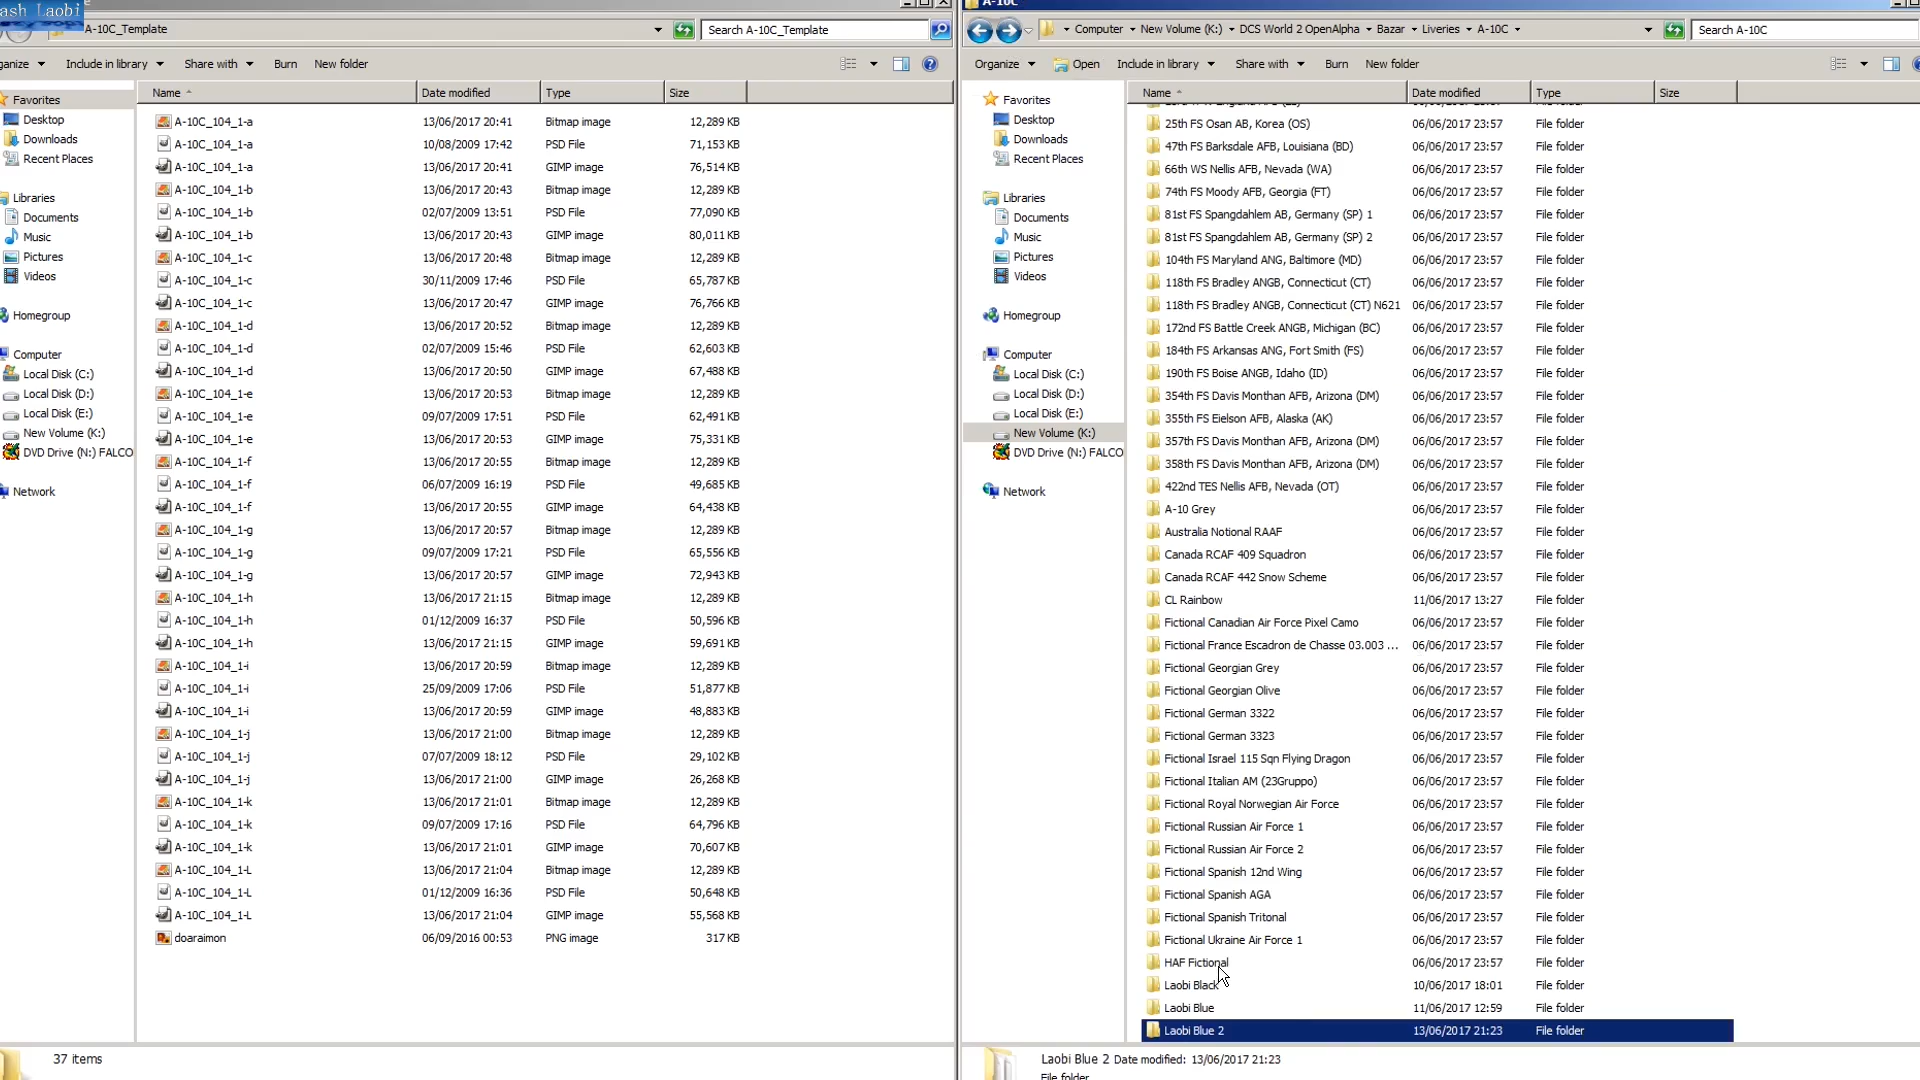 ash Laobi
A-10C_Template
Search A-10C_Template
anize Include in library Share with Burn New folder
Name Date modified Type Size
Favorites
Desktop
Downloads
Recent Places
Libraries
Documents
Music
Pictures
Videos
Homegroup
Computer
Local Disk (C:)
Local Disk (D:)
Local Disk (E:)
New Volume (K:)
DVD Drive (N:) FALCO
Network
A-10C_104_1-a 13/06/2017 20:41 Bitmap image 12,289 KB
A-10C_104_1-a 10/08/2009 17:42 PSD File 71,153 KB
A-10C_104_1-a 13/06/2017 20:41 GIMP image 76,514 KB
A-10C_104_1-b 13/06/2017 20:43 Bitmap image 12,289 KB
A-10C_104_1-b 02/07/2009 13:51 PSD File 77,090 KB
A-10C_104_1-b 13/06/2017 20:43 GIMP image 80,011 KB
A-10C_104_1-c 13/06/2017 20:48 Bitmap image 12,289 KB
A-10C_104_1-c 30/11/2009 17:46 PSD File 65,787 KB
A-10C_104_1-c 13/06/2017 20:47 GIMP image 76,766 KB
A-10C_104_1-d 13/06/2017 20:52 Bitmap image 12,289 KB
A-10C_104_1-d 02/07/2009 15:46 PSD File 62,603 KB
A-10C_104_1-d 13/06/2017 20:50 GIMP image 67,488 KB
A-10C_104_1-e 13/06/2017 20:53 Bitmap image 12,289 KB
A-10C_104_1-e 09/07/2009 17:51 PSD File 62,491 KB
A-10C_104_1-e 13/06/2017 20:53 GIMP image 75,331 KB
A-10C_104_1-f 13/06/2017 20:55 Bitmap image 12,289 KB
A-10C_104_1-f 06/07/2009 16:19 PSD File 49,685 KB
A-10C_104_1-f 13/06/2017 20:55 GIMP image 64,438 KB
A-10C_104_1-g 13/06/2017 20:57 Bitmap image 12,289 KB
A-10C_104_1-g 09/07/2009 17:21 PSD File 65,556 KB
A-10C_104_1-g 13/06/2017 20:57 GIMP image 72,943 KB
A-10C_104_1-h 13/06/2017 21:15 Bitmap image 12,289 KB
A-10C_104_1-h 01/12/2009 16:37 PSD File 50,596 KB
A-10C_104_1-h 13/06/2017 21:15 GIMP image 59,691 KB
A-10C_104_1-i 13/06/2017 20:59 Bitmap image 12,289 KB
A-10C_104_1-i 25/09/2009 17:06 PSD File 51,877 KB
A-10C_104_1-i 13/06/2017 20:59 GIMP image 48,883 KB
A-10C_104_1-j 13/06/2017 21:00 Bitmap image 12,289 KB
A-10C_104_1-j 07/07/2009 18:12 PSD File 29,102 KB
A-10C_104_1-j 13/06/2017 21:00 GIMP image 26,268 KB
A-10C_104_1-k 13/06/2017 21:01 Bitmap image 12,289 KB
A-10C_104_1-k 09/07/2009 17:16 PSD File 64,796 KB
A-10C_104_1-k 13/06/2017 21:01 GIMP image 70,607 KB
A-10C_104_1-L 13/06/2017 21:04 Bitmap image 12,289 KB
A-10C_104_1-L 01/12/2009 16:36 PSD File 50,648 KB
A-10C_104_1-L 13/06/2017 21:04 GIMP image 55,568 KB
doaraimon 06/09/2016 00:53 PNG image 317 KB
37 items
A-10C
Computer New Volume (K:) DCS World 2 OpenAlpha Bazar Liveries A-10C
Search A-10C
Organize Open Include in library Share with Burn New folder
Name Date modified Type Size
Favorites
Desktop
Downloads
Recent Places
Libraries
Documents
Music
Pictures
Videos
Homegroup
Computer
Local Disk (C:)
Local Disk (D:)
Local Disk (E:)
New Volume (K:)
DVD Drive (N:) FALCO
Network
25th FS Osan AB, Korea (OS) 06/06/2017 23:57 File folder
47th FS Barksdale AFB, Louisiana (BD) 06/06/2017 23:57 File folder
66th WS Nellis AFB, Nevada (WA) 06/06/2017 23:57 File folder
74th FS Moody AFB, Georgia (FT) 06/06/2017 23:57 File folder
81st FS Spangdahlem AB, Germany (SP) 1 06/06/2017 23:57 File folder
81st FS Spangdahlem AB, Germany (SP) 2 06/06/2017 23:57 File folder
104th FS Maryland ANG, Baltimore (MD) 06/06/2017 23:57 File folder
118th FS Bradley ANGB, Connecticut (CT) 06/06/2017 23:57 File folder
118th FS Bradley ANGB, Connecticut (CT) N621 06/06/2017 23:57 File folder
172nd FS Battle Creek ANGB, Michigan (BC) 06/06/2017 23:57 File folder
184th FS Arkansas ANG, Fort Smith (FS) 06/06/2017 23:57 File folder
190th FS Boise ANGB, Idaho (ID) 06/06/2017 23:57 File folder
354th FS Davis Monthan AFB, Arizona (DM) 06/06/2017 23:57 File folder
355th FS Eielson AFB, Alaska (AK) 06/06/2017 23:57 File folder
357th FS Davis Monthan AFB, Arizona (DM) 06/06/2017 23:57 File folder
358th FS Davis Monthan AFB, Arizona (DM) 06/06/2017 23:57 File folder
422nd TES Nellis AFB, Nevada (OT) 06/06/2017 23:57 File folder
A-10 Grey 06/06/2017 23:57 File folder
Australia Notional RAAF 06/06/2017 23:57 File folder
Canada RCAF 409 Squadron 06/06/2017 23:57 File folder
Canada RCAF 442 Snow Scheme 06/06/2017 23:57 File folder
CL Rainbow 11/06/2017 13:27 File folder
Fictional Canadian Air Force Pixel Camo 06/06/2017 23:57 File folder
Fictional France Escadron de Chasse 03.003 ... 06/06/2017 23:57 File folder
Fictional Georgian Grey 06/06/2017 23:57 File folder
Fictional Georgian Olive 06/06/2017 23:57 File folder
Fictional German 3322 06/06/2017 23:57 File folder
Fictional German 3323 06/06/2017 23:57 File folder
Fictional Israel 115 Sqn Flying Dragon 06/06/2017 23:57 File folder
Fictional Italian AM (23Gruppo) 06/06/2017 23:57 File folder
Fictional Royal Norwegian Air Force 06/06/2017 23:57 File folder
Fictional Russian Air Force 1 06/06/2017 23:57 File folder
Fictional Russian Air Force 2 06/06/2017 23:57 File folder
Fictional Spanish 12nd Wing 06/06/2017 23:57 File folder
Fictional Spanish AGA 06/06/2017 23:57 File folder
Fictional Spanish Tritonal 06/06/2017 23:57 File folder
Fictional Ukraine Air Force 1 06/06/2017 23:57 File folder
HAF Fictional 06/06/2017 23:57 File folder
Laobi Black 10/06/2017 18:01 File folder
Laobi Blue 11/06/2017 12:59 File folder
Laobi Blue 2 13/06/2017 21:23 File folder
Laobi Blue 2 Date modified: 13/06/2017 21:23
File folder